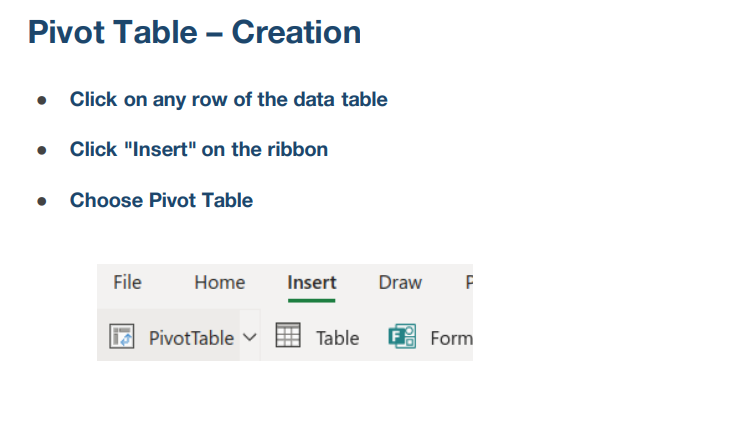 Pivot Table – Creation
● Click on any row of the data table
● Click "Insert" on the ribbon
● Choose Pivot Table
File Home Insert Draw
PivotTable Table Form